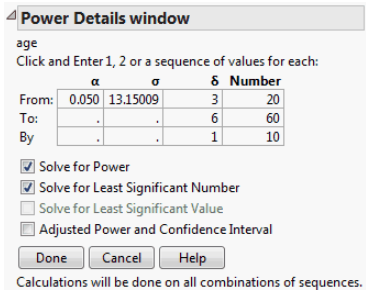 Power Details window
age
Click and Enter 1, 2 or a sequence of values for each:
α σ δ Number
From: 0.050 13.15009 3 20
To: . . 6 60
By . . 1 10
Solve for Power
Solve for Least Significant Number
Solve for Least Significant Value
Adjusted Power and Confidence Interval
Done Cancel Help
Calculations will be done on all combinations of sequences.